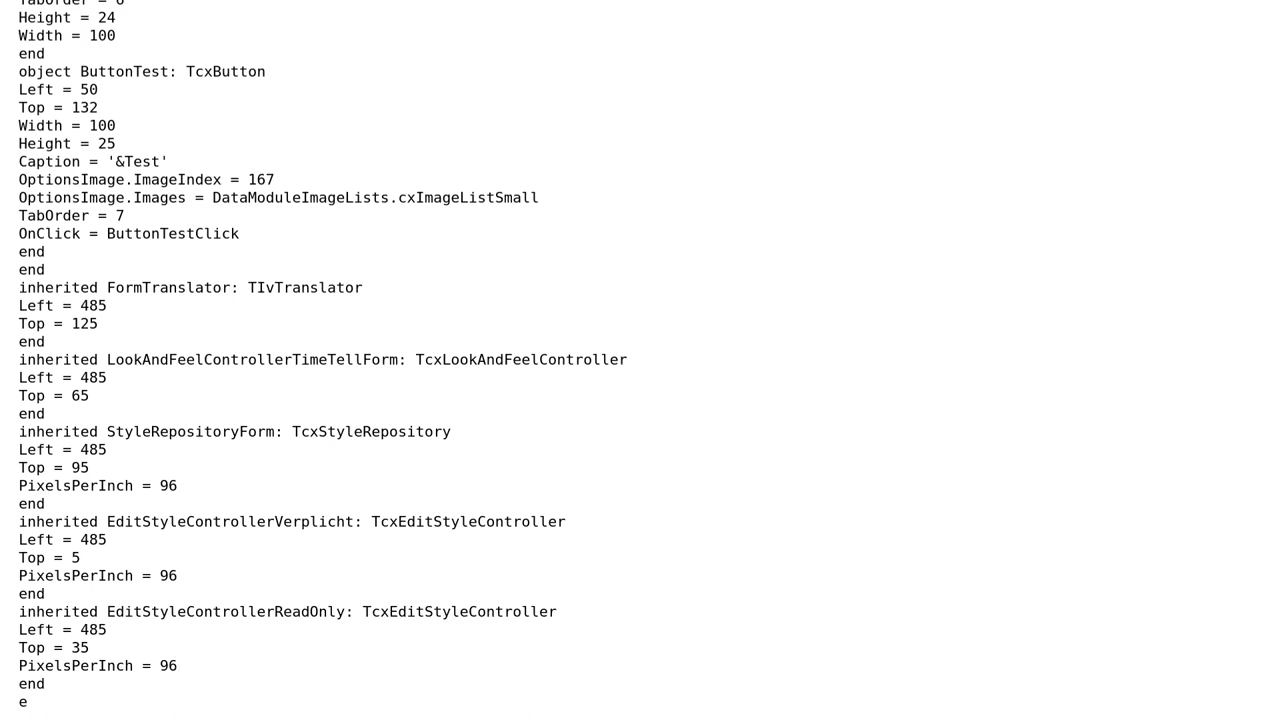 TabOrder = 6
Height = 24
Width = 100
end
object ButtonTest: TcxButton
Left = 50
Top = 132
Width = 100
Height = 25
Caption = '&Test'
OptionsImage.ImageIndex = 167
OptionsImage.Images = DataModuleImageLists.cxImageListSmall
TabOrder = 7
OnClick = ButtonTestClick
end
end
inherited FormTranslator: TIvTranslator
Left = 485
Top = 125
end
inherited LookAndFeelControllerTimeTellForm: TcxLookAndFeelController
Left = 485
Top = 65
end
inherited StyleRepositoryForm: TcxStyleRepository
Left = 485
Top = 95
PixelsPerInch = 96
end
inherited EditStyleControllerVerplicht: TcxEditStyleController
Left = 485
Top = 5
PixelsPerInch = 96
end
inherited EditStyleControllerReadOnly: TcxEditStyleController
Left = 485
Top = 35
PixelsPerInch = 96
end
e